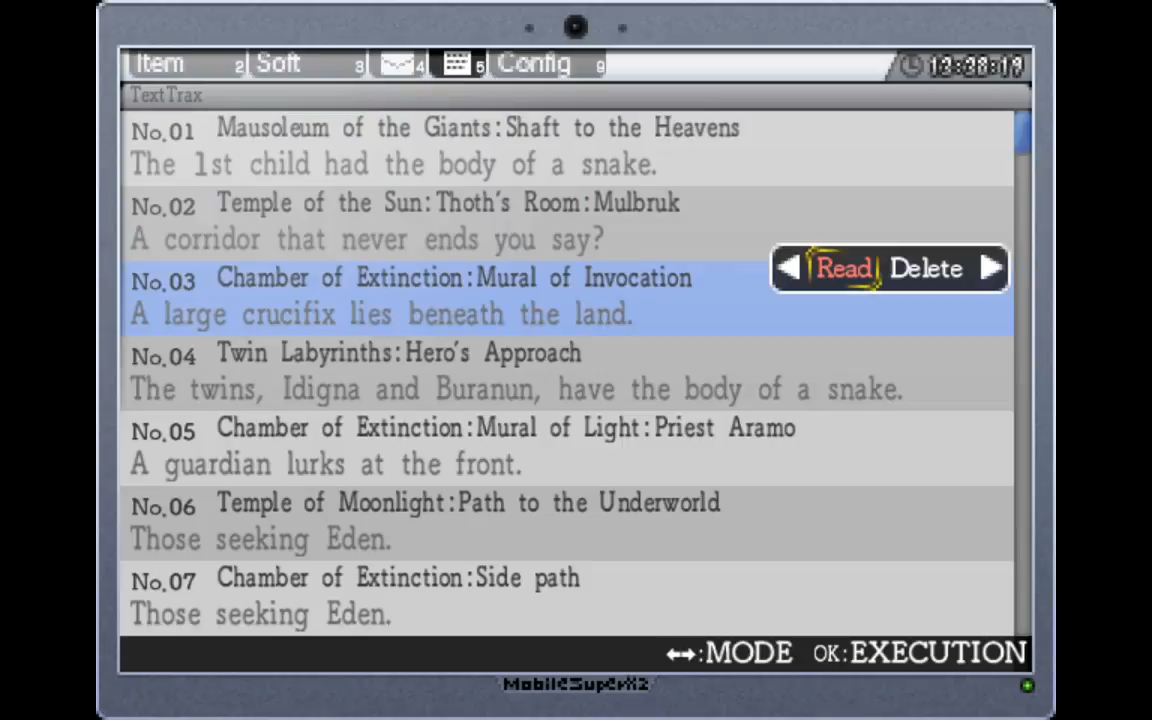 Item 2 Soft 3 4 5 Config 9
TextTrax
No.01 Mausoleum of the Giants:Shaft to the Heavens
The 1st child had the body of a snake.
No.02 Temple of the Sun:Thoth's Room:Mulbruk
A corridor that never ends you say?
No.03 Chamber of Extinction:Mural of Invocation
Read Delete
A large crucifix lies beneath the land.
No.04 Twin Labyrinths:Hero's Approach
The twins, Idigna and Buranun, have the body of a snake.
No.05 Chamber of Extinction:Mural of Light:Priest Aramo
A guardian lurks at the front.
No.06 Temple of Moonlight:Path to the Underworld
Those seeking Eden.
No.07 Chamber of Extinction:Side path
Those seeking Eden.
↔:MODE OK:EXECUTION
MobileSuperX2